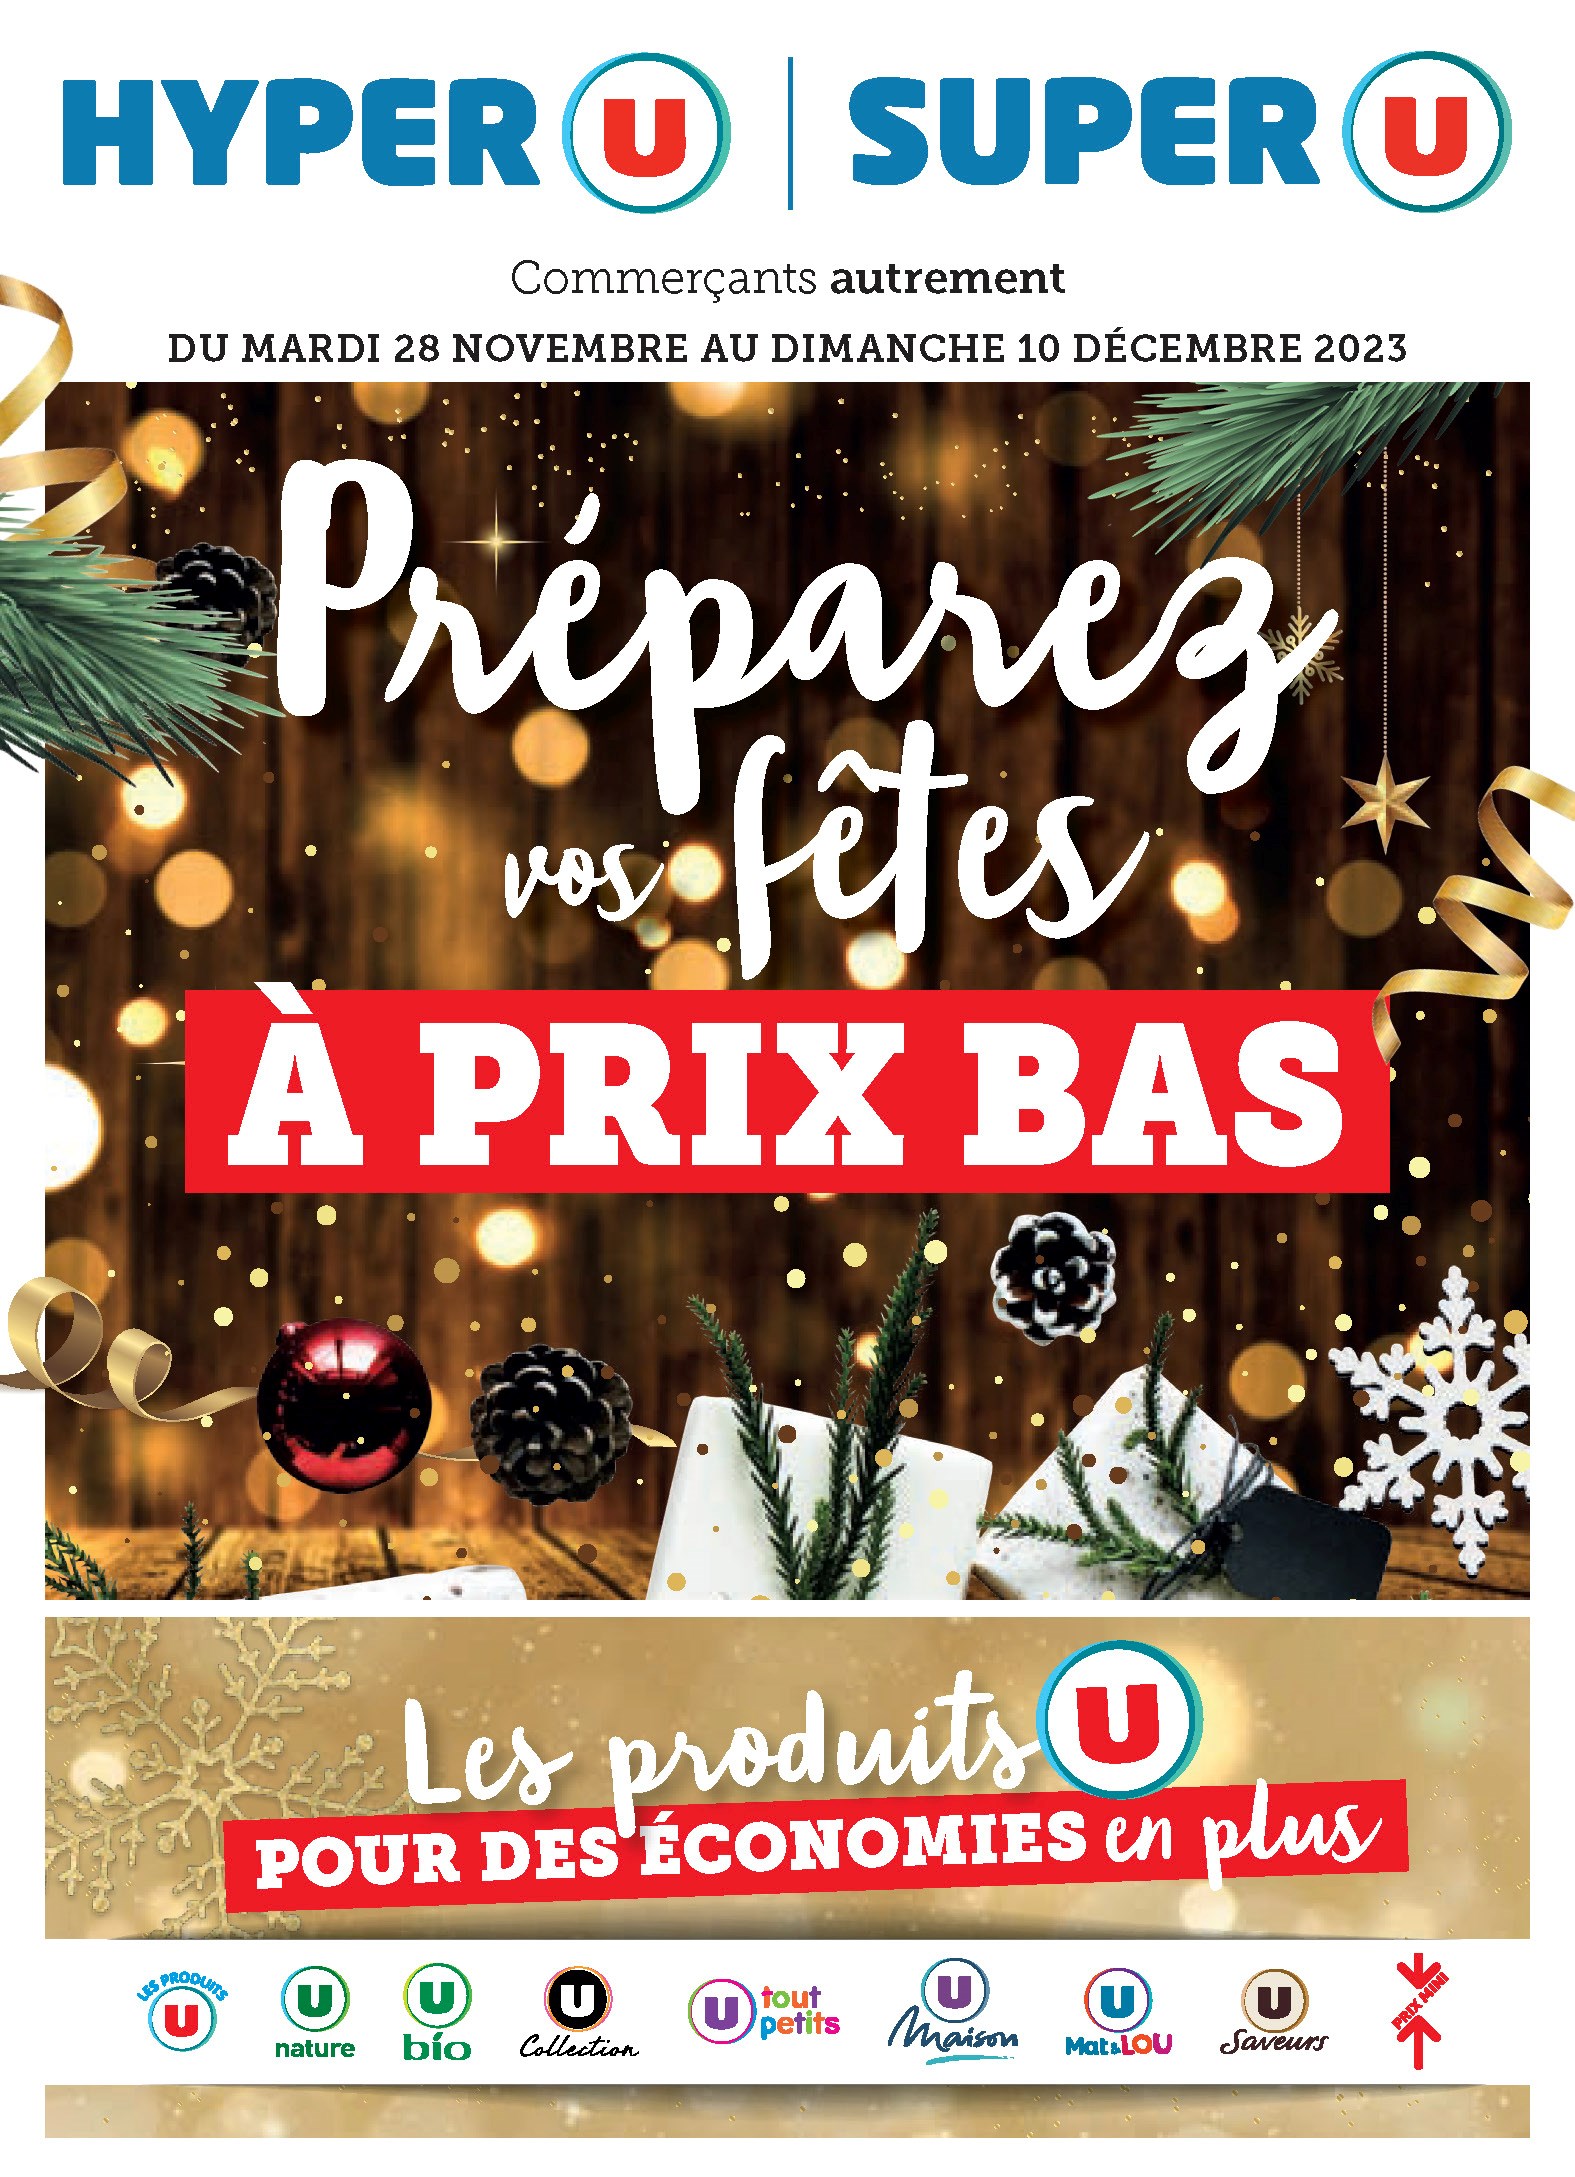 HYPER U | SUPER U
Commerçants autrement
DU MARDI 28 NOVEMBRE AU DIMANCHE 10 DÉCEMBRE 2023
Préparez
vos fêtes
À PRIX BAS
Les produits U
POUR DES ÉCONOMIES en plus
LES PRODUITS U
U nature
U bio
U Collection
U tout petits
U Maison
U Mat&LOU
U Saveurs
PRIX MINI